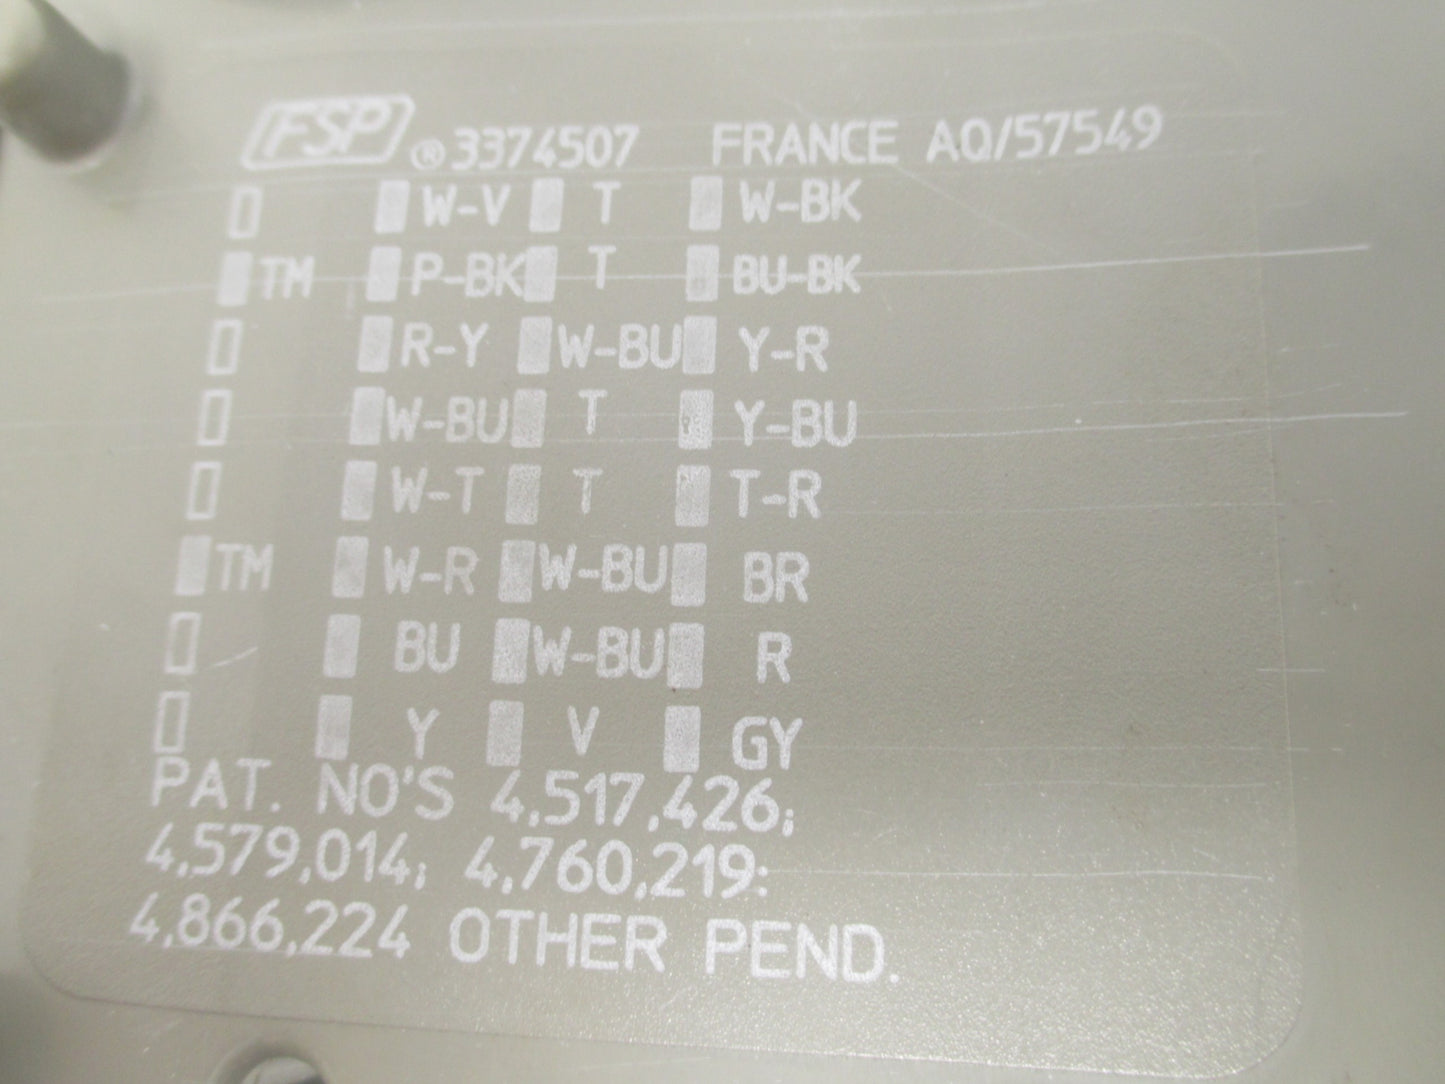 FSP ® 3374507 FRANCE AQ/57549
W-V T W-BK
TM P-BK T BU-BK
R-Y W-BU Y-R
W-BU T Y-BU
W-T T T-R
TM W-R W-BU BR
BU W-BU R
Y V GY
PAT. NO'S 4,517,426;
4,579,014; 4,760,219:
4,866,224 OTHER PEND.